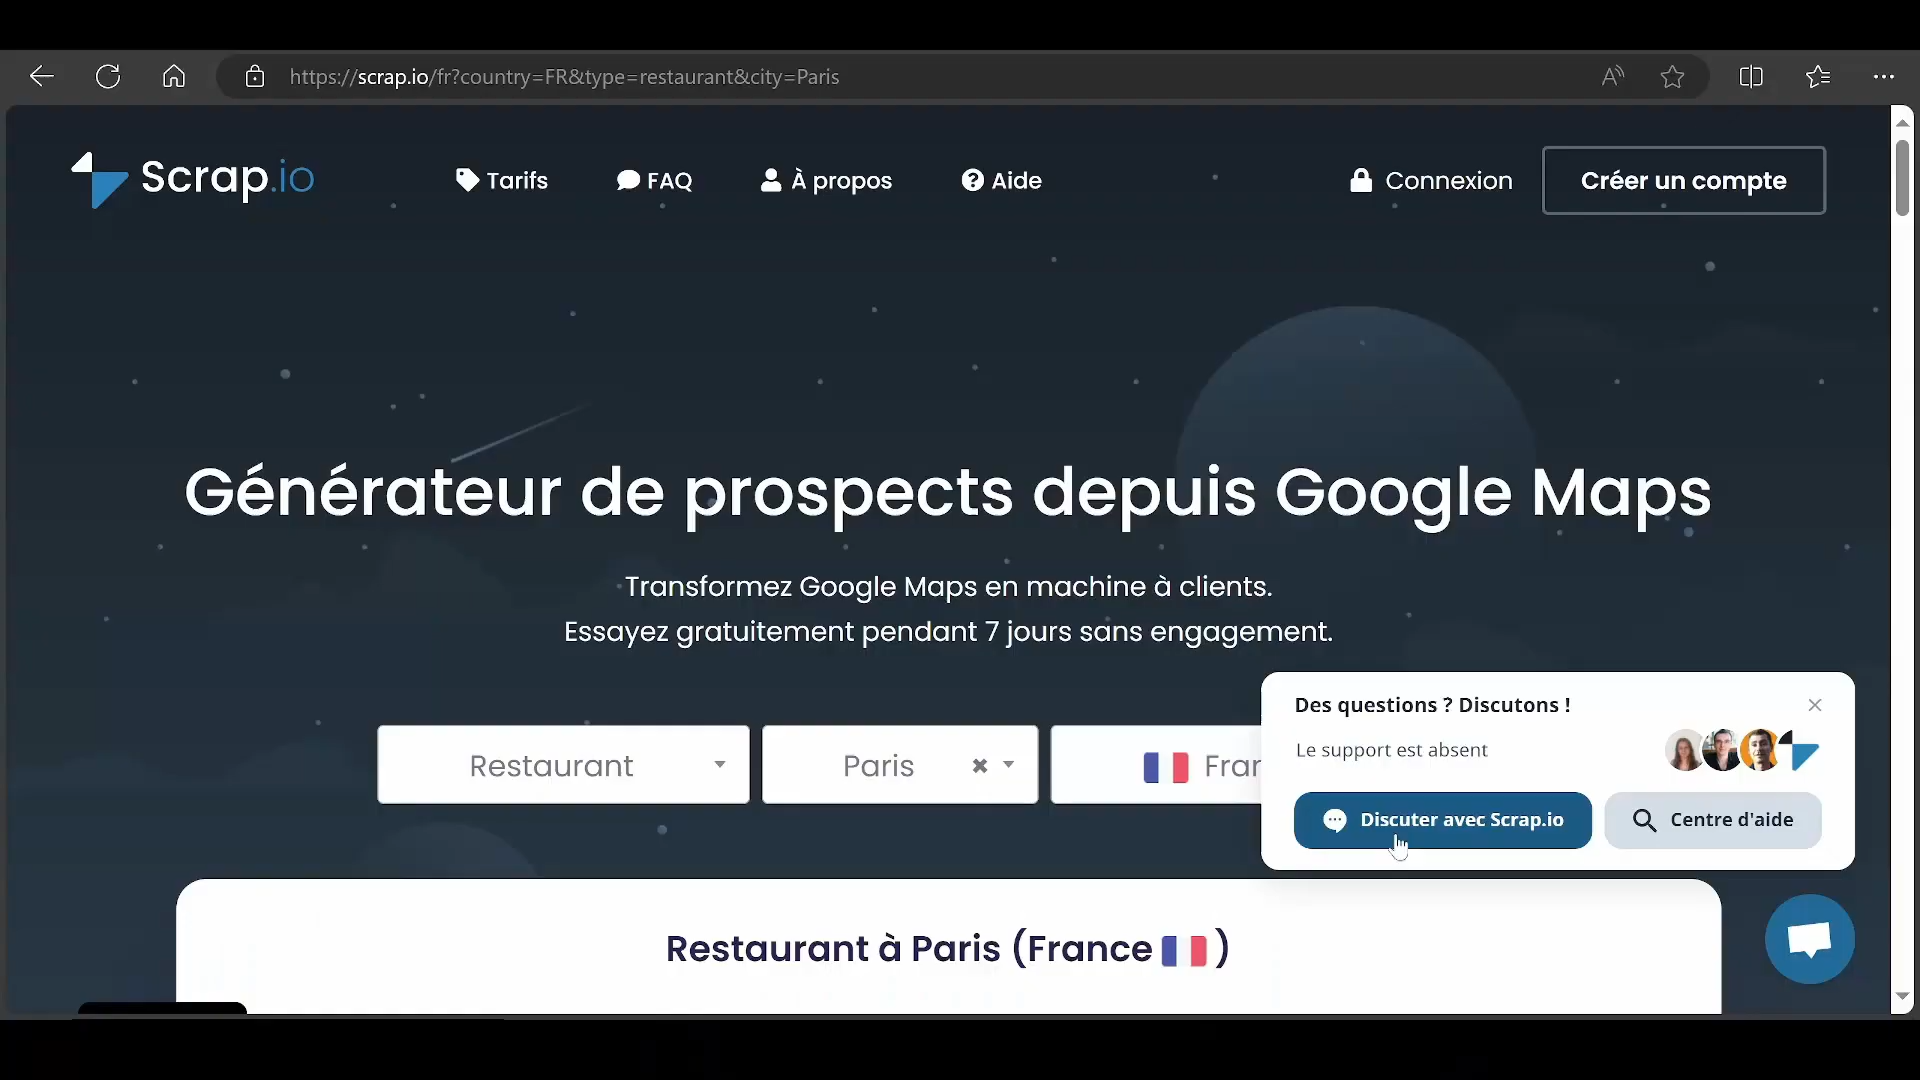 https://scrap.io/fr?country=FR&type=restaurant&city=Paris
Scrap.io
Tarifs
FAQ
À propos
Aide
Connexion
Créer un compte
Générateur de prospects depuis Google Maps
Transformez Google Maps en machine à clients.
Essayez gratuitement pendant 7 jours sans engagement.
Restaurant
Paris
Des questions ? Discutons !
Le support est absent
Discuter avec Scrap.io
Centre d'aide
Restaurant à Paris (France )